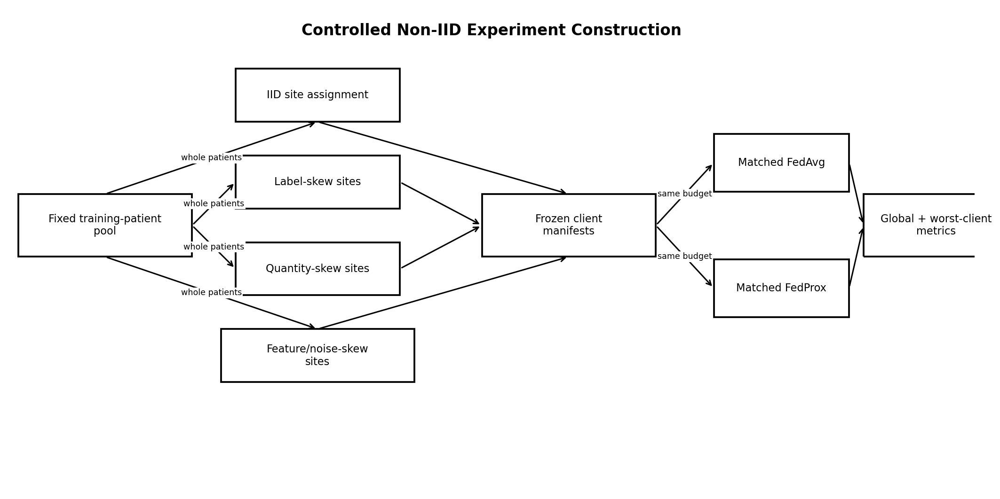 Controlled Non-IID Experiment Construction
IID site assignment
whole patients
Label-skew sites
whole patients
Fixed training-patient
pool
whole patients
Quantity-skew sites
whole patients
Feature/noise-skew
sites
Frozen client
manifests
same budget
Matched FedAvg
same budget
Matched FedProx
Global + worst-client
metrics